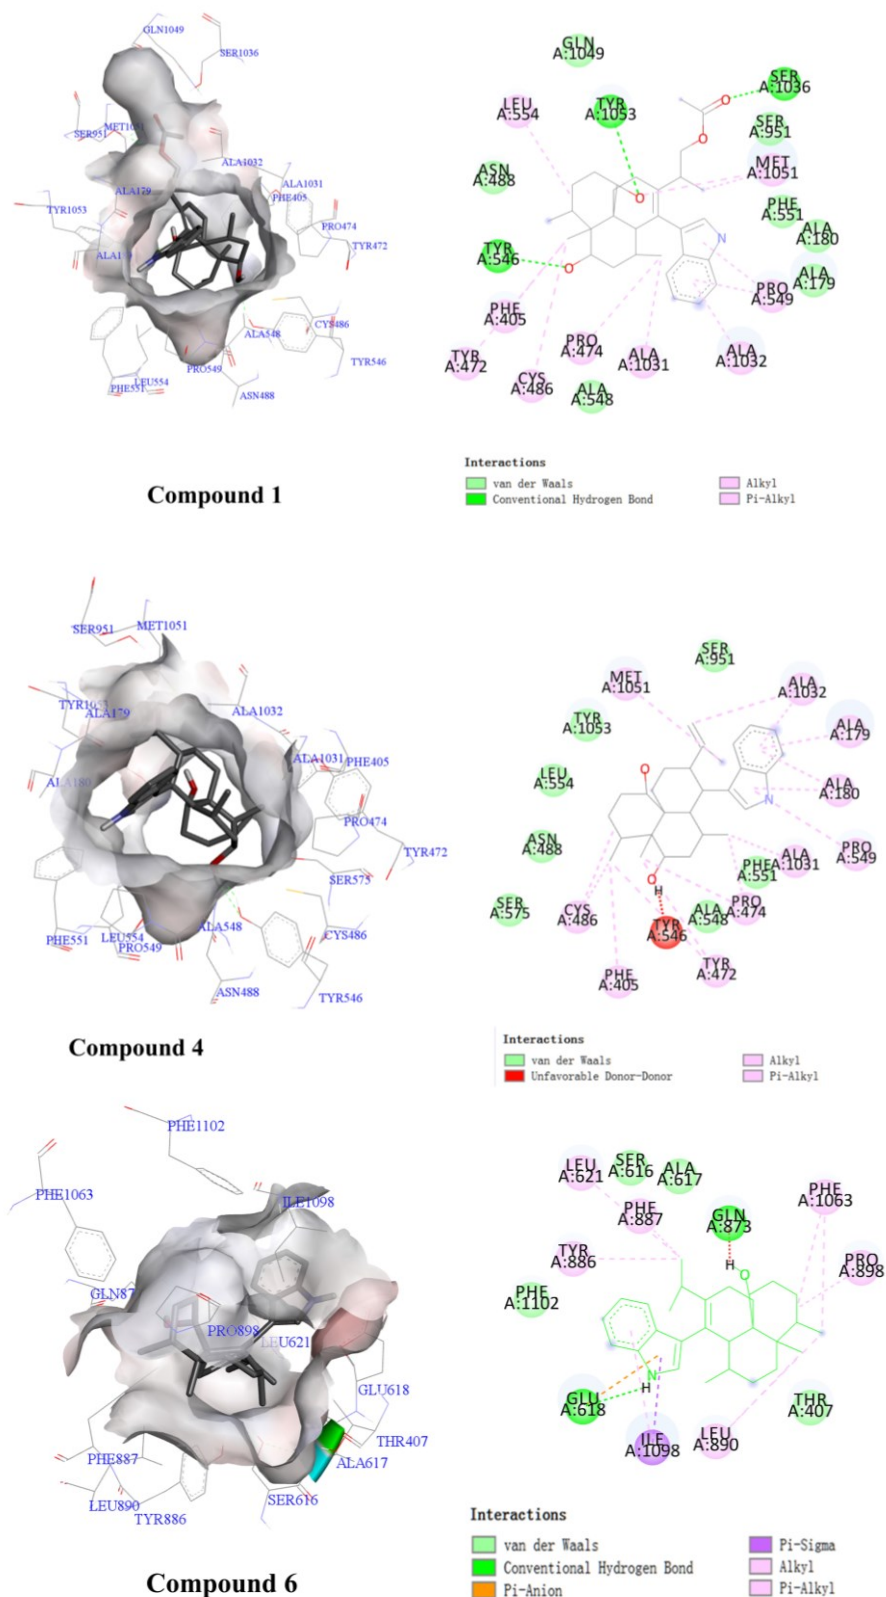 GLN1049
SER1036
SER951
MET1051
ALA1032
ALA179
ALA1031
PHE405
TYR1053
PRO474
TYR472
CYS486
ALA548
TYR546
PRO549
LEU554
PHE551
ASN488
GLN
A:1049
SER
A:1036
LEU
A:554
TYR
A:1053
SER
A:951
MET
A:1051
ASN
A:488
PHE
A:551
ALA
A:180
TYR
A:546
O
O
O
O
N
ALA
A:179
PRO
A:549
PHE
A:405
TYR
A:472
PRO
A:474
ALA
A:1031
ALA
A:1032
CYS
A:486
ALA
A:548
Interactions
van der Waals
Conventional Hydrogen Bond
Alkyl
Pi-Alkyl
Compound 1
SER951
MET1051
ALA179
ALA1032
ALA1031
PHE405
ALA180
PRO474
TYR472
SER575
ALA548
CYS486
PHE551
LEU554
PRO549
ASN488
TYR546
SER
A:951
MET
A:1051
ALA
A:1032
TYR
A:1053
ALA
A:179
LEU
A:554
O
ALA
A:180
N
ASN
A:488
PRO
A:549
PHE
A:551
ALA
A:1031
O
H
SER
A:575
CYS
A:486
TYR
A:546
ALA
A:548
PRO
A:474
PHE
A:405
TYR
A:472
Interactions
van der Waals
Unfavorable Donor-Donor
Alkyl
Pi-Alkyl
Compound 4
PHE1102
PHE1063
ILE1098
GLN87
PRO898
LEU621
GLU618
THR407
PHE887
ALA617
LEU890
SER616
TYR886
LEU
A:621
SER
A:616
ALA
A:617
PHE
A:1063
PHE
A:887
GLN
A:873
TYR
A:886
H
O
PRO
A:898
PHE
A:1102
N
H
GLU
A:618
THR
A:407
ILE
A:1098
LEU
A:890
Interactions
van der Waals
Conventional Hydrogen Bond
Pi-Anion
Pi-Sigma
Alkyl
Pi-Alkyl
Compound 6